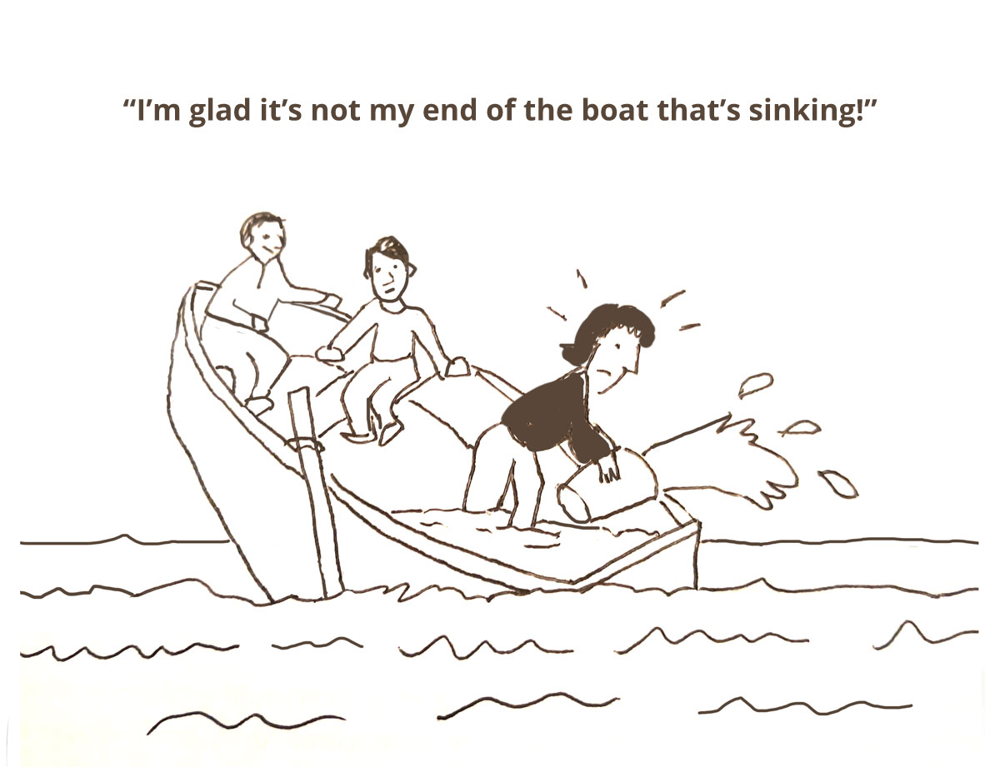 “I’m glad it’s not my end of the boat that’s sinking!”